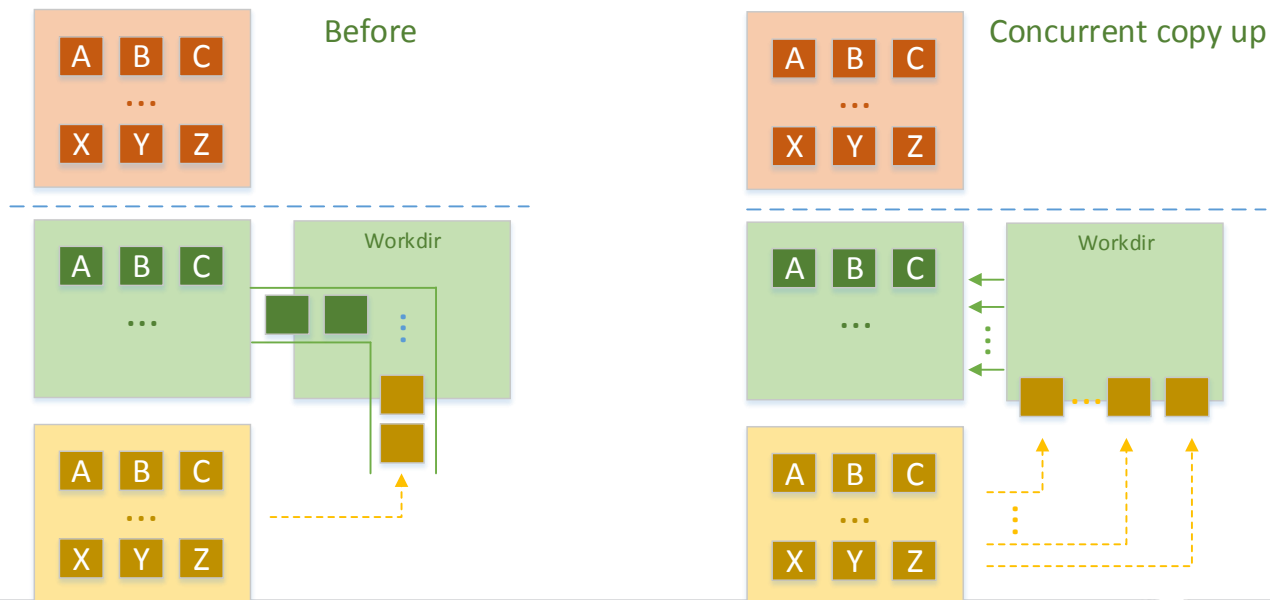 Before
A B C
...
X Y Z
A B C
...
Workdir
A B C
...
X Y Z
Concurrent copy up
A B C
...
X Y Z
A B C
...
Workdir
A B C
...
X Y Z